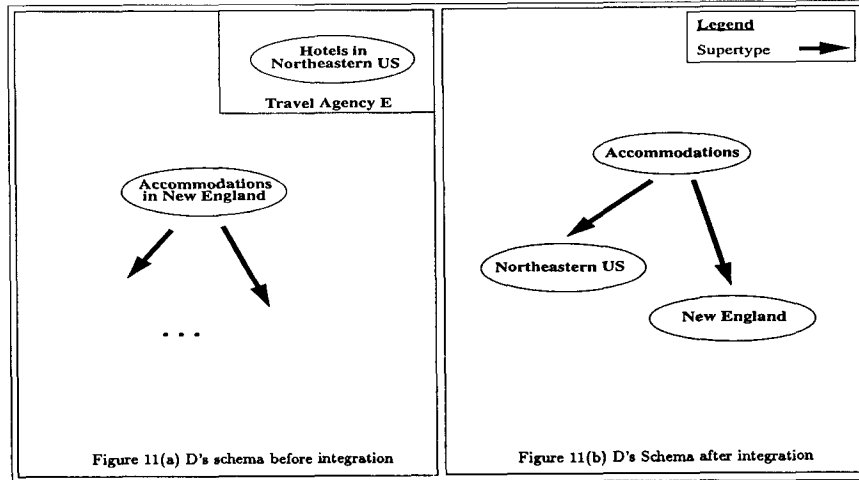 Hotels in
Northeastern US
Travel Agency E
Accommodations
in New England
. . .
Figure 11(a) D's schema before integration
Legend
Supertype
Accommodations
Northeastern US
New England
Figure 11(b) D's Schema after integration